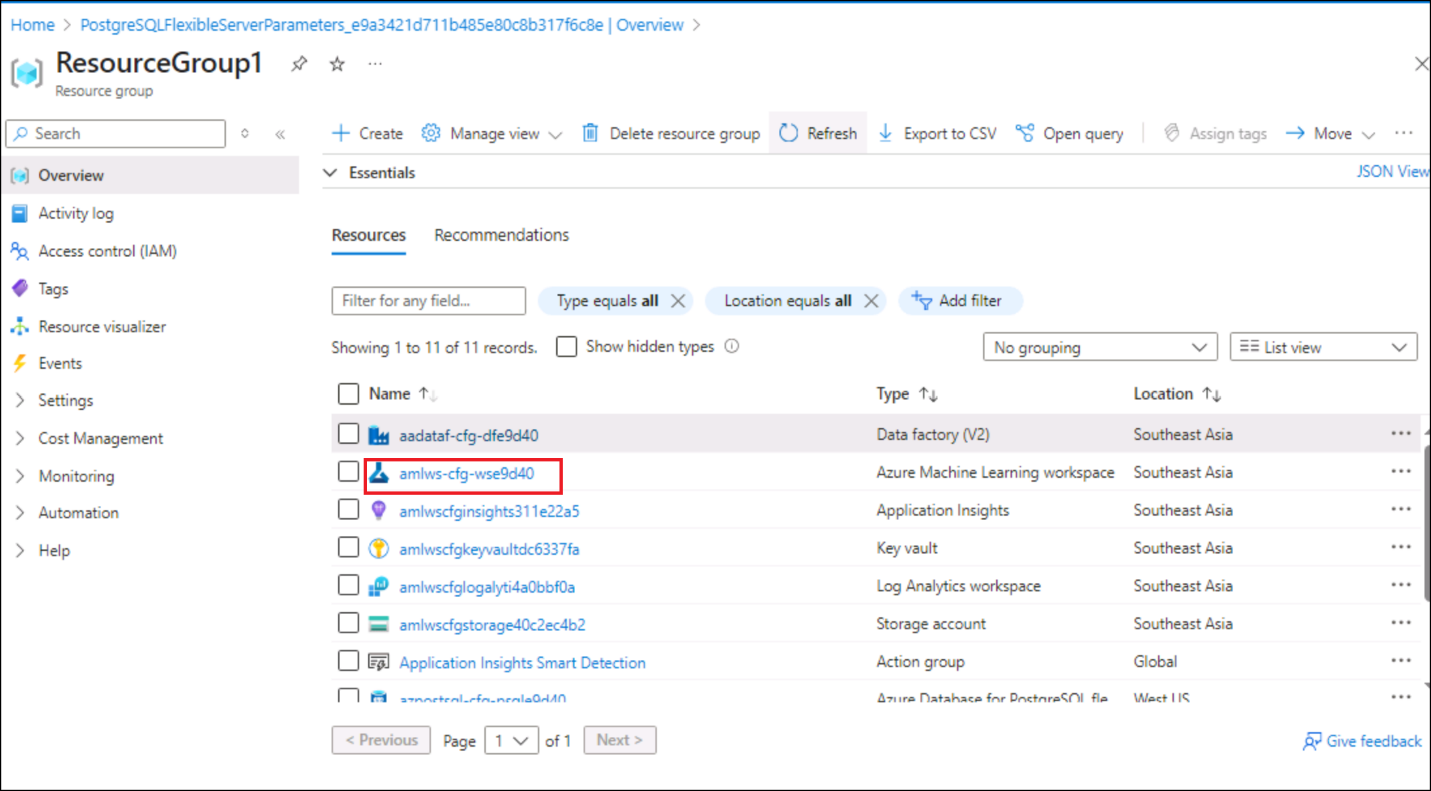 Home > PostgreSQLFlexibleServerParameters_e9a3421d711b485e80c8b317f6c8e | Overview >
ResourceGroup1
Resource group
Search
Create Manage view Delete resource group Refresh Export to CSV Open query Assign tags Move
Overview
Activity log
Access control (IAM)
Tags
Resource visualizer
Events
Settings
Cost Management
Monitoring
Automation
Help
Essentials JSON View
Resources Recommendations
Filter for any field... Type equals all Location equals all Add filter
Showing 1 to 11 of 11 records. Show hidden types No grouping List view
Name Type Location
aadataf-cfg-dfe9d40 Data factory (V2) Southeast Asia
amlws-cfg-wse9d40 Azure Machine Learning workspace Southeast Asia
amlwscfginsights311e22a5 Application Insights Southeast Asia
amlwscfgkeyvaultdc6337fa Key vault Southeast Asia
amlwscfglogalyti4a0bbf0a Log Analytics workspace Southeast Asia
amlwscfgstorage40c2ec4b2 Storage account Southeast Asia
Application Insights Smart Detection Action group Global
azpostsql-cfg-psqle9d40 Azure Database for PostgreSQL fle West US
< Previous Page 1 of 1 Next > Give feedback